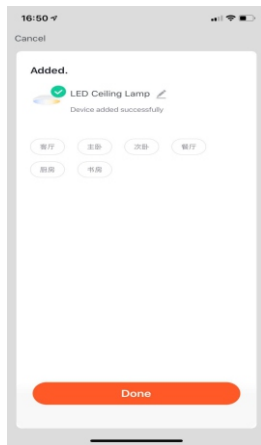 16:50
Cancel
Added.
LED Ceiling Lamp
Device added successfully
餐厅 主卧 次卧 餐厅
厨房 书房
Done